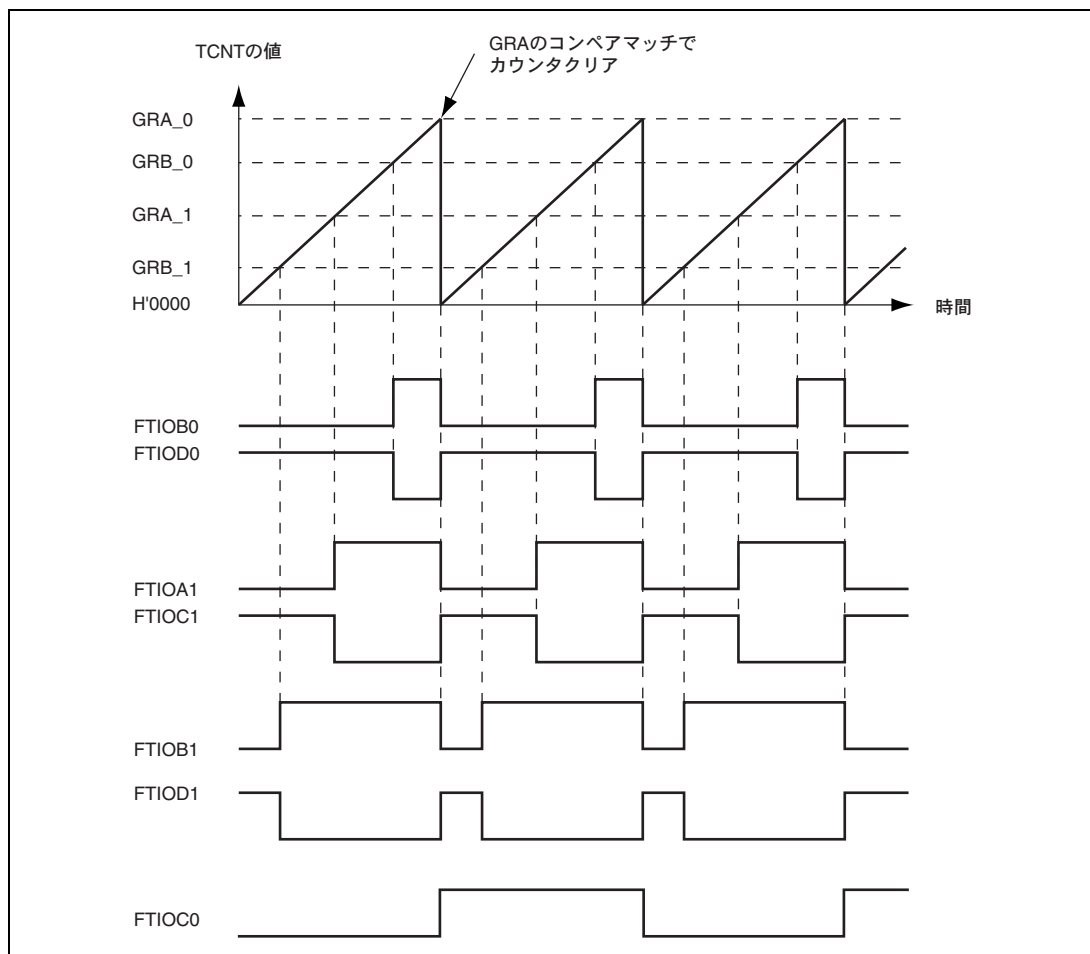 GRAのコンペアマッチで
カウンタクリア
TCNTの値
GRA_0
GRB_0
GRA_1
GRB_1
H'0000
時間
FTIOB0
FTIOD0
FTIOA1
FTIOC1
FTIOB1
FTIOD1
FTIOC0